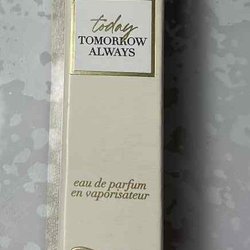 today
TOMORROW
ALWAYS
eau de parfum
en vaporisateur